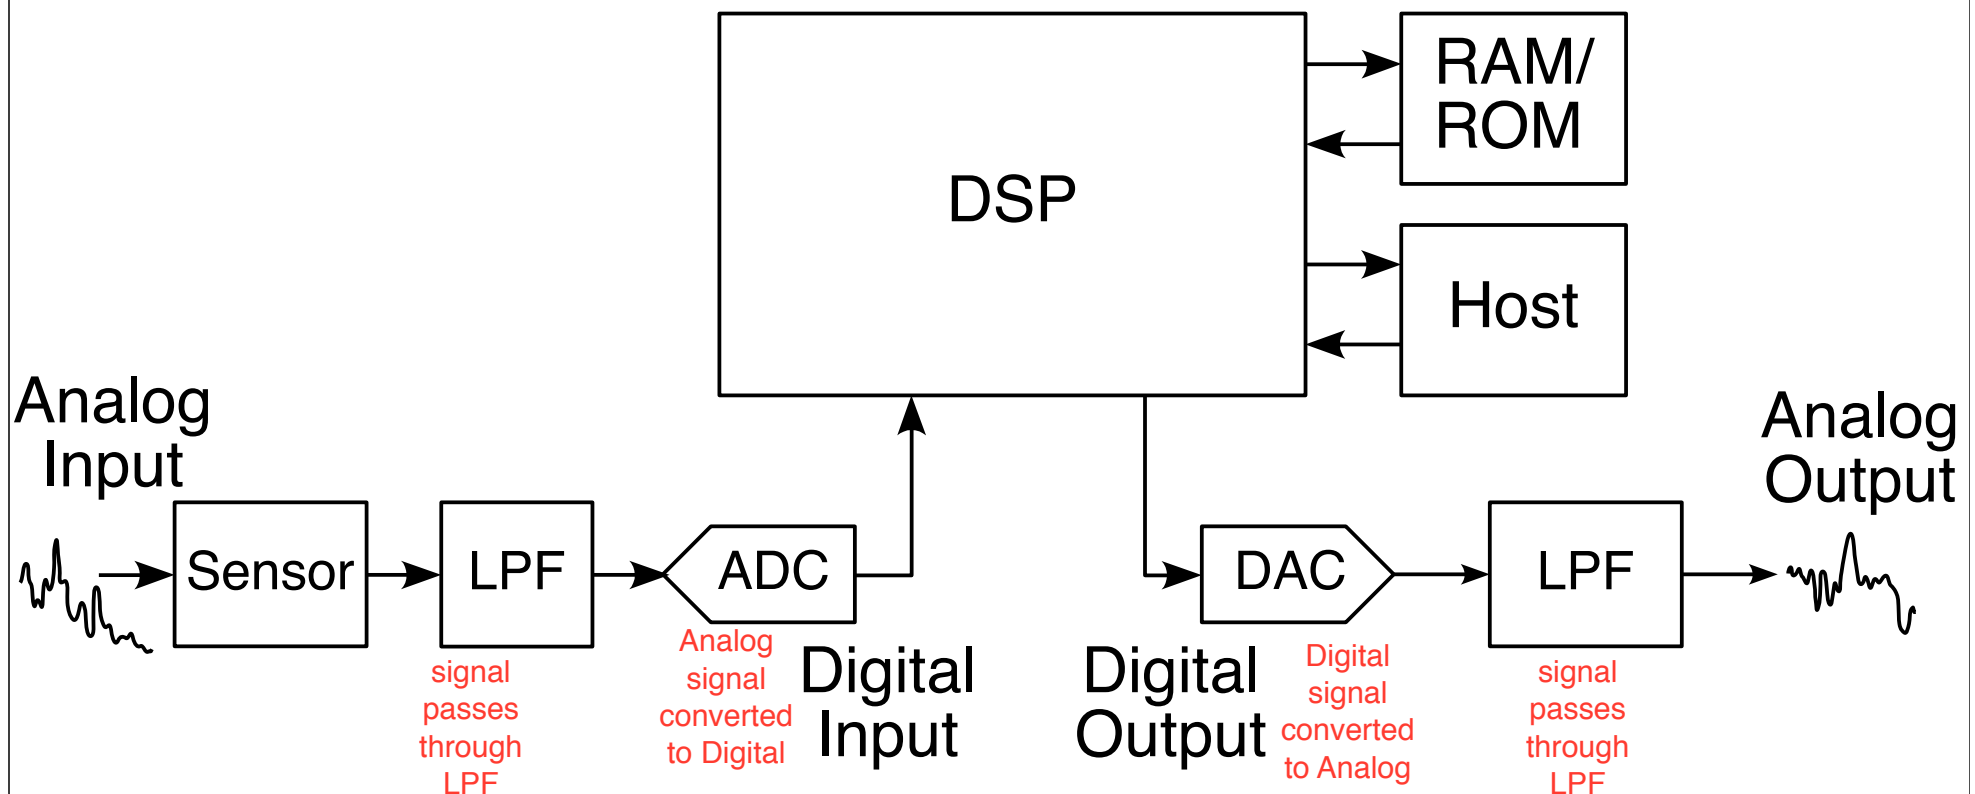 RAM/
ROM
DSP
Host
Analog
Input
Analog
Output
Sensor
LPF
ADC
DAC
LPF
signal
passes
through
LPF
Analog
signal
converted
to Digital
Digital
Input
Digital
Output
Digital
signal
converted
to Analog
signal
passes
through
LPF